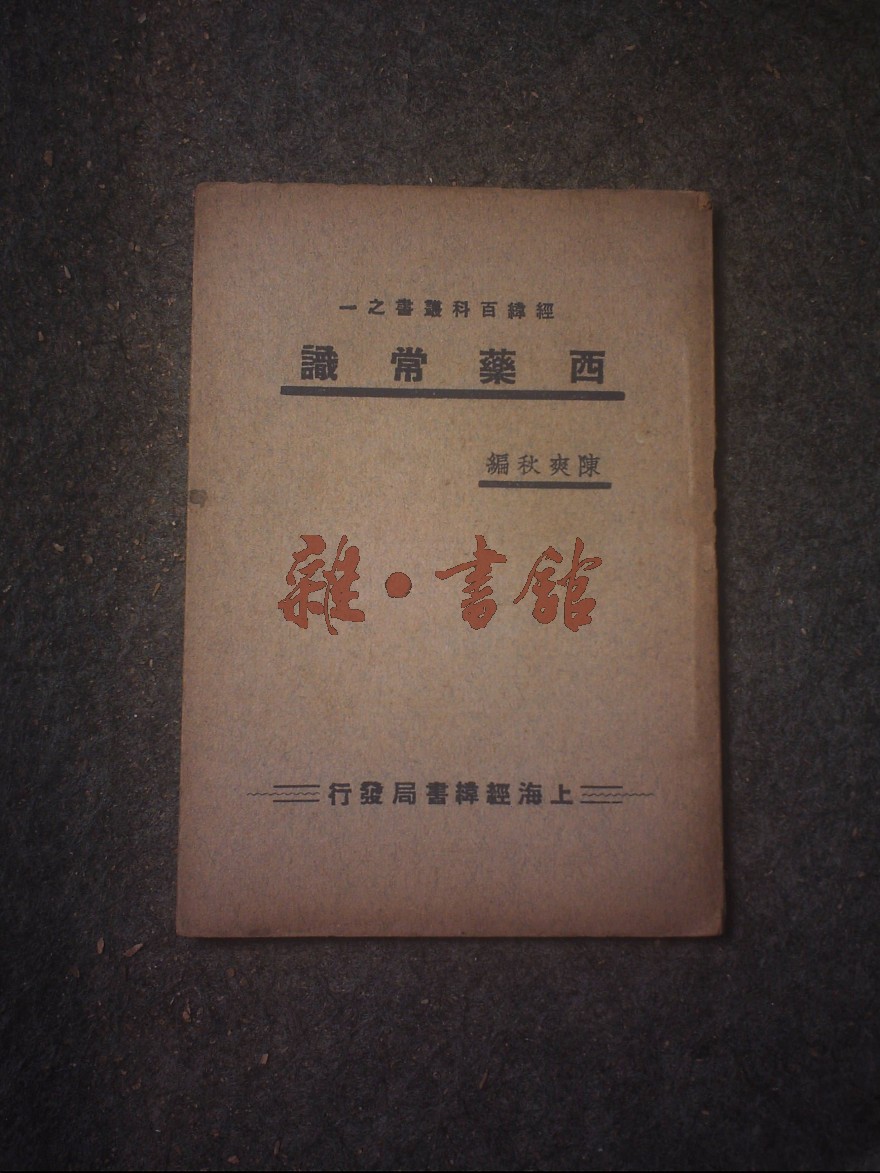 經緯百科叢書之一
西藥常識
陳爽秋編
雜・書館
上海經緯書局發行